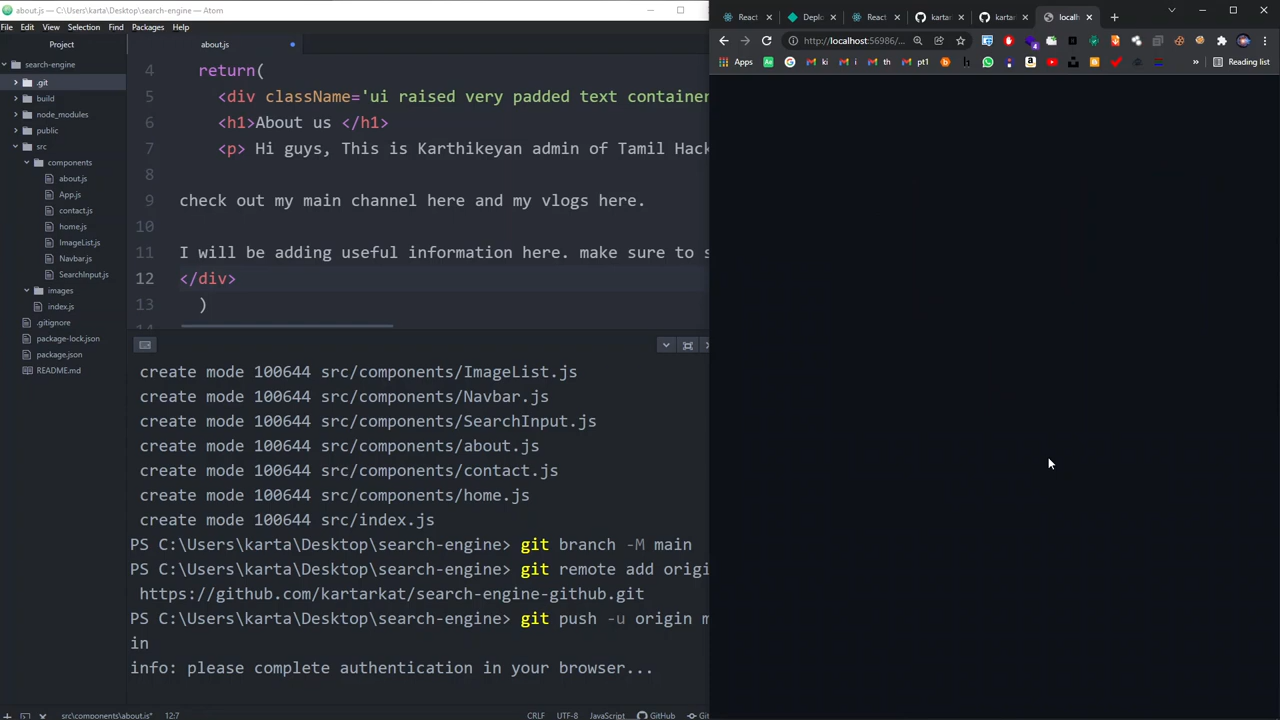 about.js — C:\Users\karta\Desktop\search-engine — Atom
File Edit View Selection Find Packages Help
Project
search-engine
.git
build
node_modules
public
src
components
about.js
App.js
contact.js
home.js
ImageList.js
Navbar.js
SearchInput.js
images
index.js
.gitignore
package-lock.json
package.json
README.md
about.js
4 return(
5 <div className='ui raised very padded text container
6 <h1>About us </h1>
7 <p> Hi guys, This is Karthikeyan admin of Tamil Hack
8
9 check out my main channel here and my vlogs here.
10
11 I will be adding useful information here. make sure to s
12 </div>
13 )
14
create mode 100644 src/components/ImageList.js
create mode 100644 src/components/Navbar.js
create mode 100644 src/components/SearchInput.js
create mode 100644 src/components/about.js
create mode 100644 src/components/contact.js
create mode 100644 src/components/home.js
create mode 100644 src/index.js
PS C:\Users\karta\Desktop\search-engine> git branch -M main
PS C:\Users\karta\Desktop\search-engine> git remote add origi
https://github.com/kartarkat/search-engine-github.git
PS C:\Users\karta\Desktop\search-engine> git push -u origin m
in
info: please complete authentication in your browser...
src\components\about.js* 12:7 CRLF UTF-8 JavaScript GitHub Git
React Deplo React kartar kartar localh
http://localhost:56986/...
Apps ki i th pt1 » Reading list